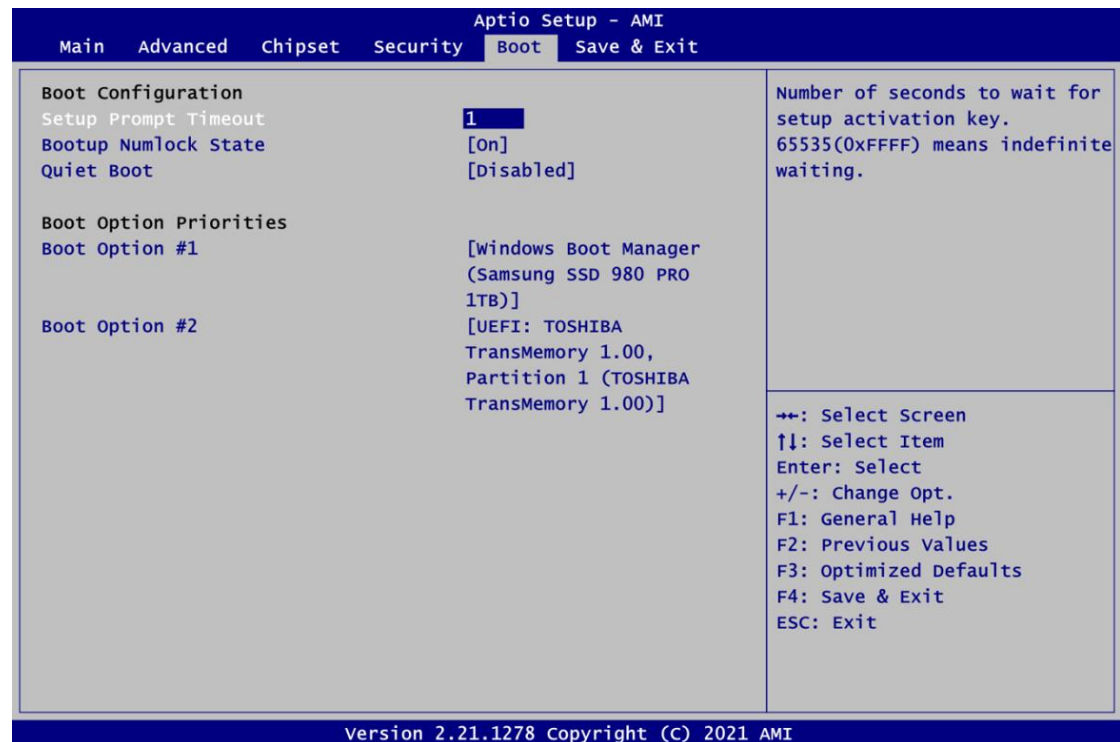 Aptio Setup - AMI
Main Advanced Chipset Security Boot Save & Exit
Boot Configuration
Setup Prompt Timeout 1
Bootup Numlock State [On]
Quiet Boot [Disabled]
Boot Option Priorities
Boot Option #1 [Windows Boot Manager
(Samsung SSD 980 PRO
1TB)]
Boot Option #2 [UEFI: TOSHIBA
TransMemory 1.00,
Partition 1 (TOSHIBA
TransMemory 1.00)]
Number of seconds to wait for
setup activation key.
65535(0xFFFF) means indefinite
waiting.
→←: Select Screen
↑↓: Select Item
Enter: Select
+/-: Change Opt.
F1: General Help
F2: Previous Values
F3: Optimized Defaults
F4: Save & Exit
ESC: Exit
Version 2.21.1278 Copyright (C) 2021 AMI